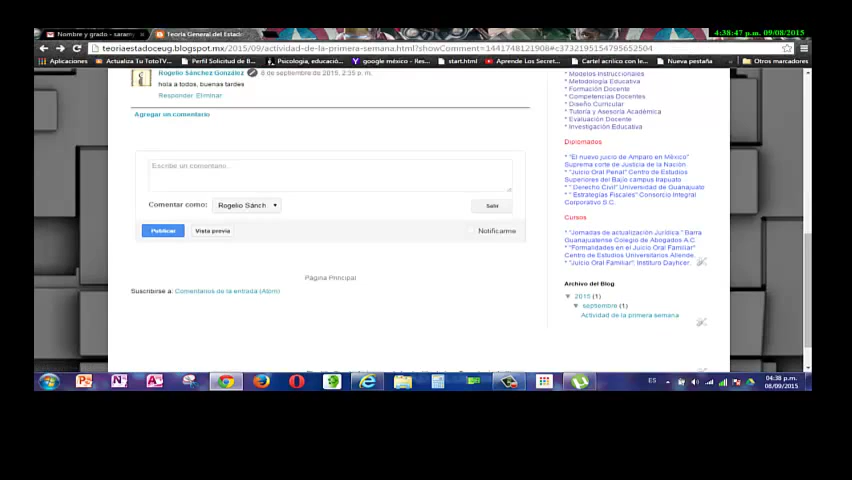 Nombre y grado - saram
Teoría General del Estado
4:38:47 p.m. 09/08/2015
teoriaestadoceug.blogspot.mx/2015/09/actividad-de-la-primera-semana.html?showComment=1441748121908#c3732195154795652504
Aplicaciones
Actualiza Tu TotoTV...
Perfil Solicitud de B...
Psicología, educació...
google méxico - Res...
start.html
Aprende Los Secret...
Cartel acrílico con le...
Nueva pestaña
Otros marcadores
Rogelio Sánchez González 8 de septiembre de 2015, 2:35 p. m.
hola a todos, buenas tardes
Responder Eliminar
Agregar un comentario
Escribe un comentario...
Comentar como:
Rogelio Sánch
Salir
Publicar
Vista previa
Notificarme
Página Principal
Suscribirse a: Comentarios de la entrada (Atom)
* Modelos Instruccionales
* Metodología Educativa
* Formación Docente
* Competencias Docentes
* Diseño Curricular
* Tutoría y Asesoría Académica
* Evaluación Docente
* Investigación Educativa
Diplomados
* "El nuevo juicio de Amparo en México"
Suprema corte de Justicia de la Nación
* "Juicio Oral Penal" Centro de Estudios
Superiores del Bajío campus Irapuato
* " Derecho Civil" Universidad de Guanajuato
* "Estrategias Fiscales" Consorcio Integral
Corporativo S.C.
Cursos
* "Jornadas de actualización Jurídica." Barra
Guanajuatense Colegio de Abogados A.C.
* "Formalidades en el Juicio Oral Familiar"
Centro de Estudios Universitarios Allende.
* "Juicio Oral Familiar". Instituto Dayhcer.
Archivo del Blog
▼ 2015 (1)
▼ septiembre (1)
Actividad de la primera semana
ES
04:38 p.m.
08/09/2015